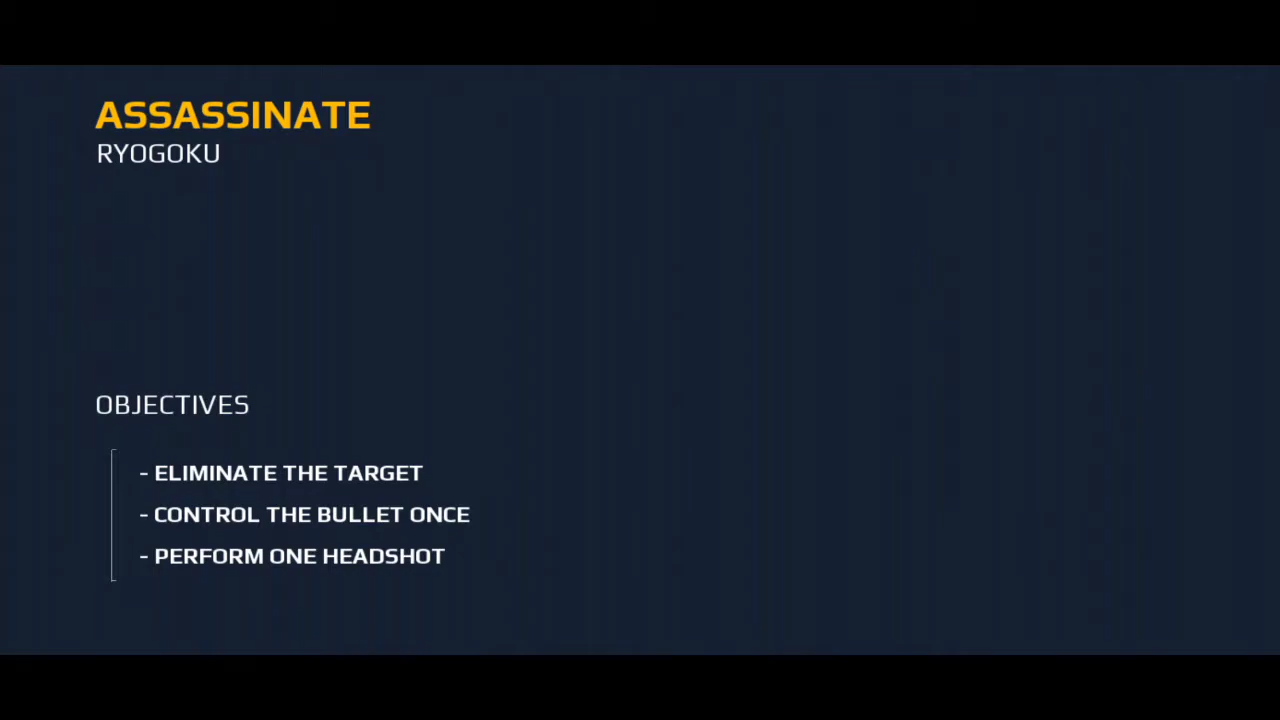 ASSASSINATE
RYOGOKU
OBJECTIVES
- ELIMINATE THE TARGET
- CONTROL THE BULLET ONCE
- PERFORM ONE HEADSHOT